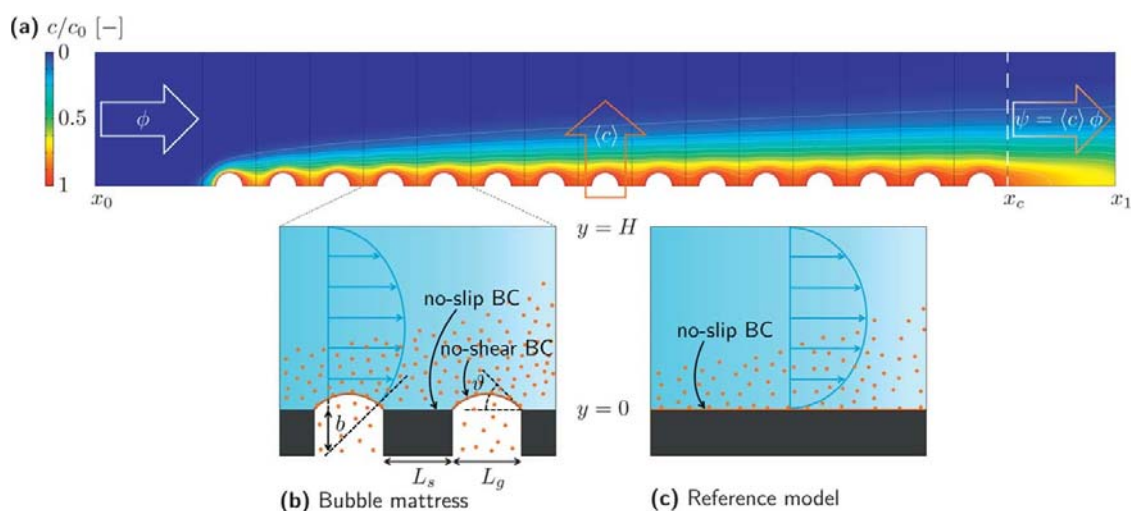 (a) c/c₀ [−]
0
0.5
1
ϕ
⟨c⟩
ψ = ⟨c⟩ ϕ
x₀
x_c
x₁
y = H
no-slip BC
no-shear BC
ϑ
b
y = 0
L_s
L_g
(b) Bubble mattress
no-slip BC
(c) Reference model